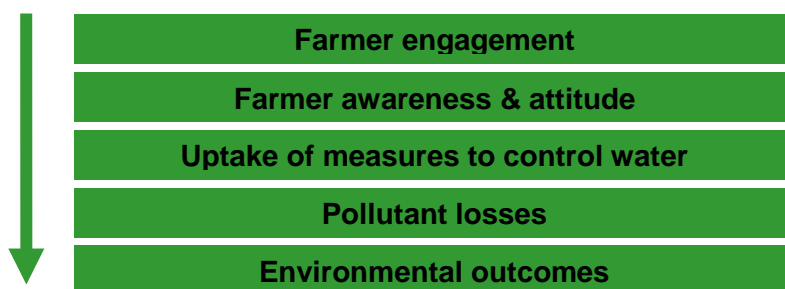 Farmer engagement
Farmer awareness & attitude
Uptake of measures to control water
Pollutant losses
Environmental outcomes